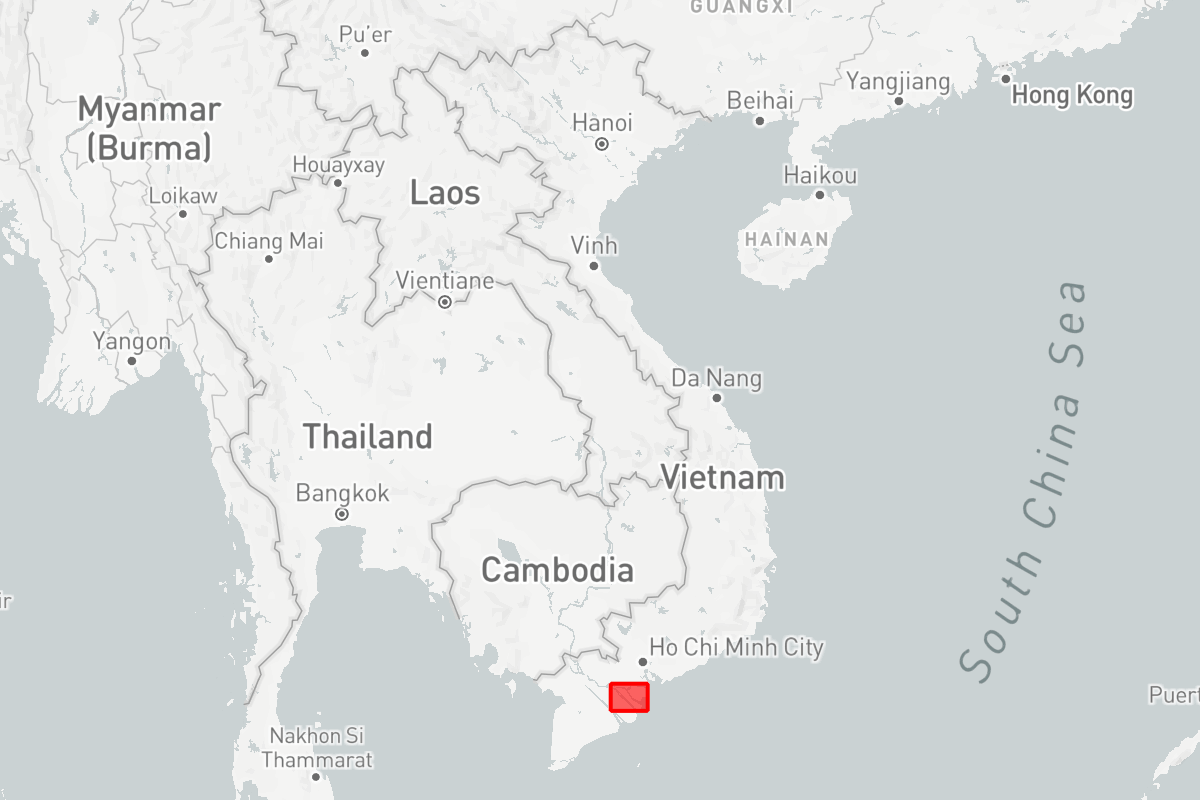 GUANGXI
Pu'er
Yangjiang
Beihai
Hong Kong
Myanmar
(Burma)
Hanoi
Houayxay
Laos
Haikou
Loikaw
Chiang Mai
Vinh
HAINAN
Vientiane
South China Sea
Yangon
Da Nang
Thailand
Vietnam
Bangkok
Cambodia
ir
Ho Chi Minh City
Puert
Nakhon Si
Thammarat